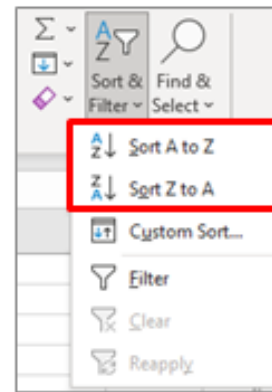 Σ
A
Z
Sort & Find &
Filter Select
A
Z Sort A to Z
Z
A Sort Z to A
Custom Sort...
Filter
Clear
Reapply